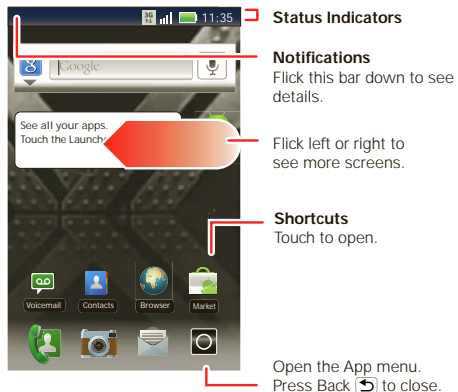 3G
11:35
Status Indicators
Notifications
Flick this bar down to see
details.
Google
See all your apps.
Touch the Launche
Flick left or right to
see more screens.
Shortcuts
Touch to open.
Voicemail
Contacts
Browser
Market
Open the App menu.
Press Back to close.